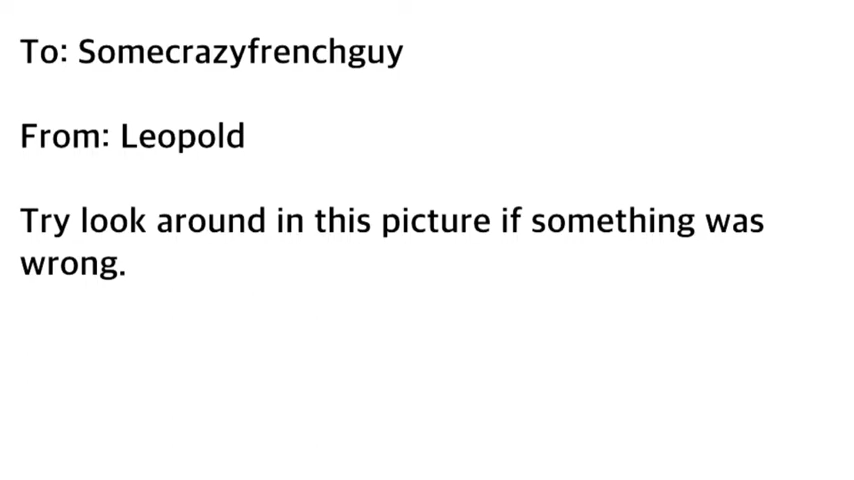 To: Somecrazyfrenchguy
From: Leopold
Try look around in this picture if something was
wrong.